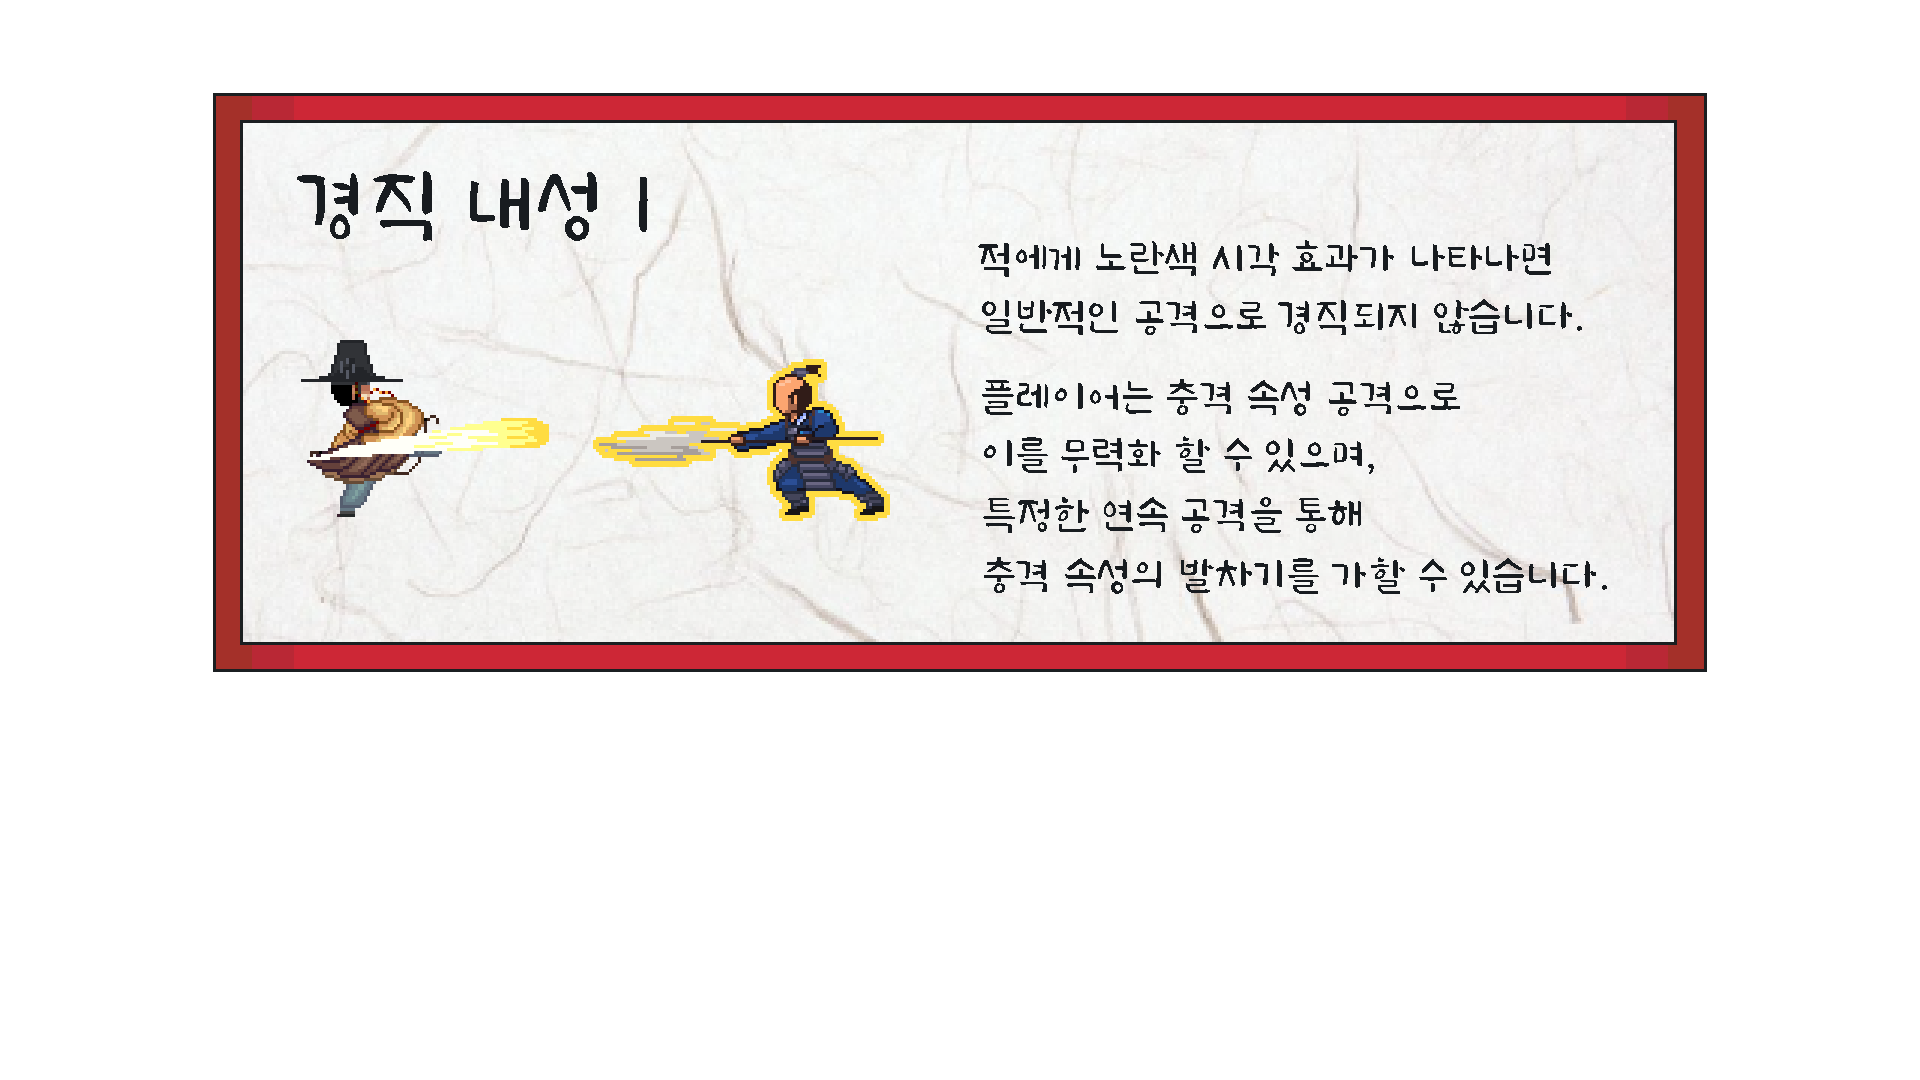 경직 내성 I
적에게 노란색 시각 효과가 나타나면
일반적인 공격으로 경직되지 않습니다.
플레이어는 충격 속성 공격으로
이를 무력화 할 수 있으며,
특정한 연속 공격을 통해
충격 속성의 발차기를 가할 수 있습니다.